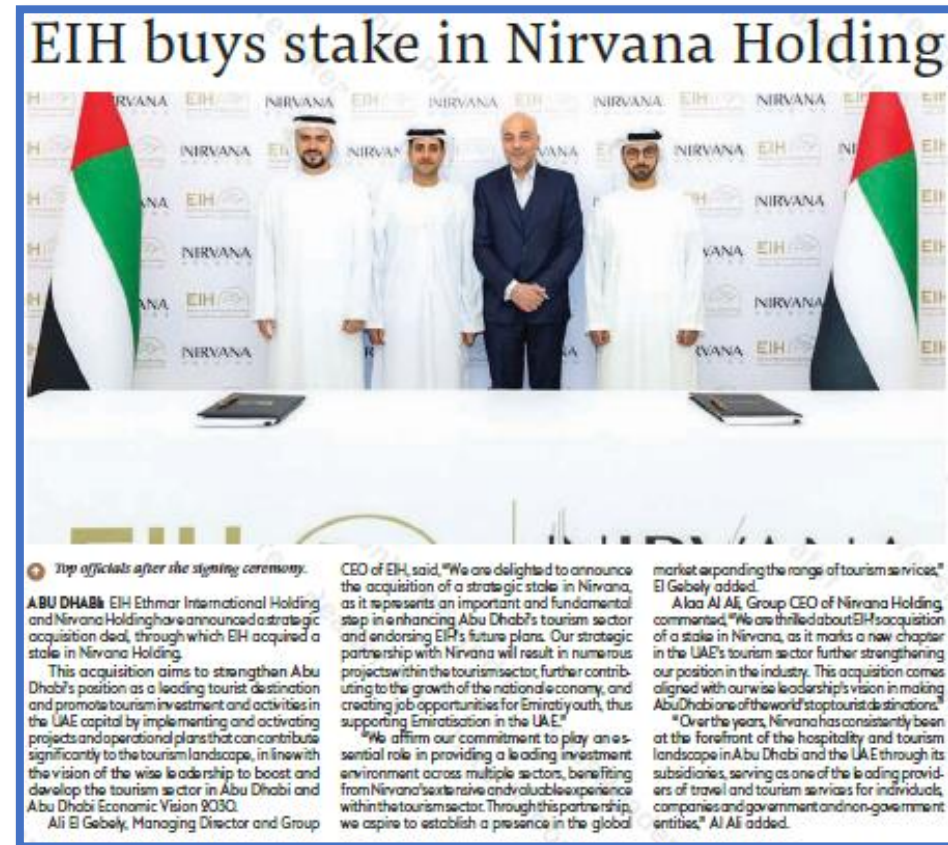 EIH buys stake in Nirvana Holding
NIRVANA EIH NIRVANA EIH NIRVANA EIH NIRVANA EIH NIRVANA EIH
Top officials after the signing ceremony.
ABU DHABI: EIH Ethmar International Holding
and Nirvana Holding have announced a strategic
acquisition deal, through which EIH acquired a
stake in Nirvana Holding.
This acquisition aims to strengthen Abu
Dhabi's position as a leading tourist destination
and promote tourism investment and activities in
the UAE capital by implementing and activating
projects and operational plans that can contribute
significantly to the tourism landscape, in line with
the vision of the wise leadership to boost and
develop the tourism sector in Abu Dhabi and
Abu Dhabi Economic Vision 2030.
Ali El Gebely, Managing Director and Group
CEO of EIH, said, "We are delighted to announce
the acquisition of a strategic stake in Nirvana,
as it represents an important and fundamental
step in enhancing Abu Dhabi's tourism sector
and endorsing EIH's future plans. Our strategic
partnership with Nirvana will result in numerous
projects within the tourism sector, further contrib-
uting to the growth of the national economy, and
creating job opportunities for Emirati youth, thus
supporting Emiratisation in the UAE."
"We affirm our commitment to play an es-
sential role in providing a leading investment
environment across multiple sectors, benefiting
from Nirvana's extensive and valuable experience
within the tourism sector. Through this partnership,
we aspire to establish a presence in the global
market expanding the range of tourism services,"
El Gebely added.
Alaa Al Ali, Group CEO of Nirvana Holding,
commented, "We are thrilled about EIH's acquisition
of a stake in Nirvana, as it marks a new chapter
in the UAE's tourism sector further strengthening
our position in the industry. This acquisition comes
aligned with our wise leadership's vision in making
Abu Dhabi one of the world's top tourist destinations."
"Over the years, Nirvana has consistently been
at the forefront of the hospitality and tourism
landscape in Abu Dhabi and the UAE through its
subsidiaries, serving as one of the leading provid-
ers of travel and tourism services for individuals,
companies and government and non-government
entities," Al Ali added.